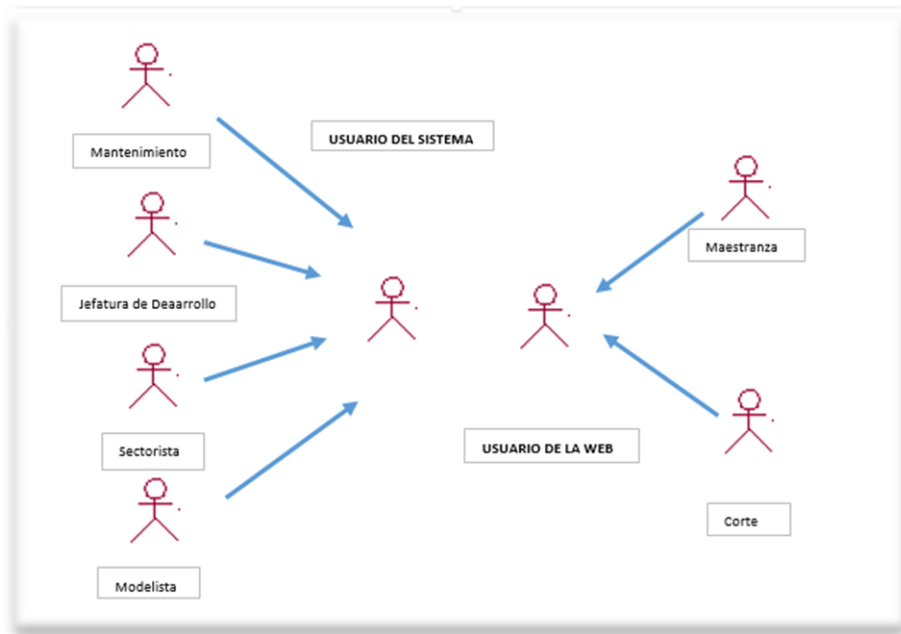 Mantenimiento
USUARIO DEL SISTEMA
Maestranza
Jefatura de Deaarrollo
Sectorista
USUARIO DE LA WEB
Corte
Modelista